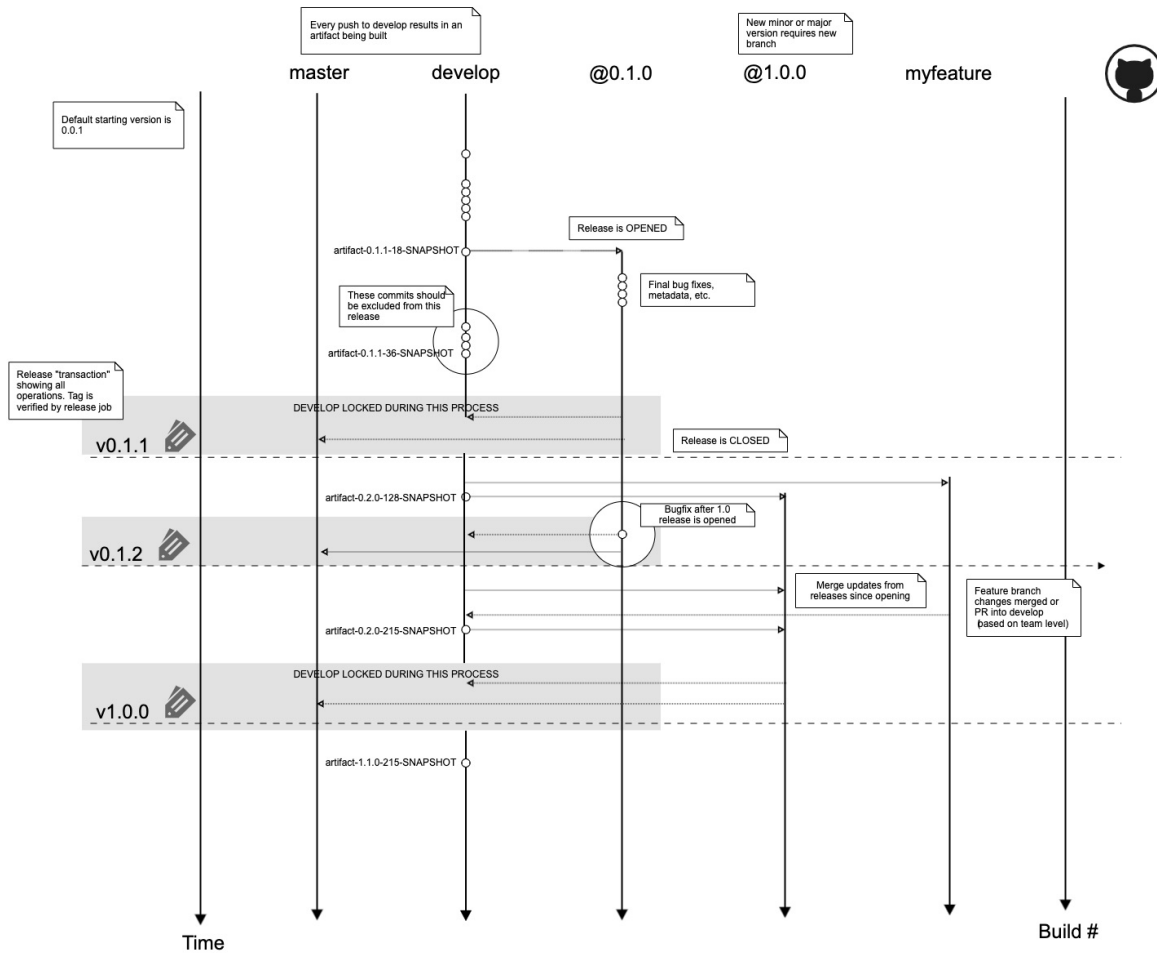 Every push to develop results in an
artifact being built
New minor or major
version requires new
branch
master
develop
@0.1.0
@1.0.0
myfeature
Default starting version is
0.0.1
Release is OPENED
artifact-0.1.1-18-SNAPSHOT
Final bug fixes,
metadata, etc.
These commits should
be excluded from this
release
artifact-0.1.1-36-SNAPSHOT
Release "transaction"
showing all
operations. Tag is
verified by release job
DEVELOP LOCKED DURING THIS PROCESS
v0.1.1
Release is CLOSED
artifact-0.2.0-128-SNAPSHOT
Bugfix after 1.0
release is opened
v0.1.2
Merge updates from
releases since opening
Feature branch
changes merged or
PR into develop
(based on team level)
artifact-0.2.0-215-SNAPSHOT
DEVELOP LOCKED DURING THIS PROCESS
v1.0.0
artifact-1.1.0-215-SNAPSHOT
Time
Build #